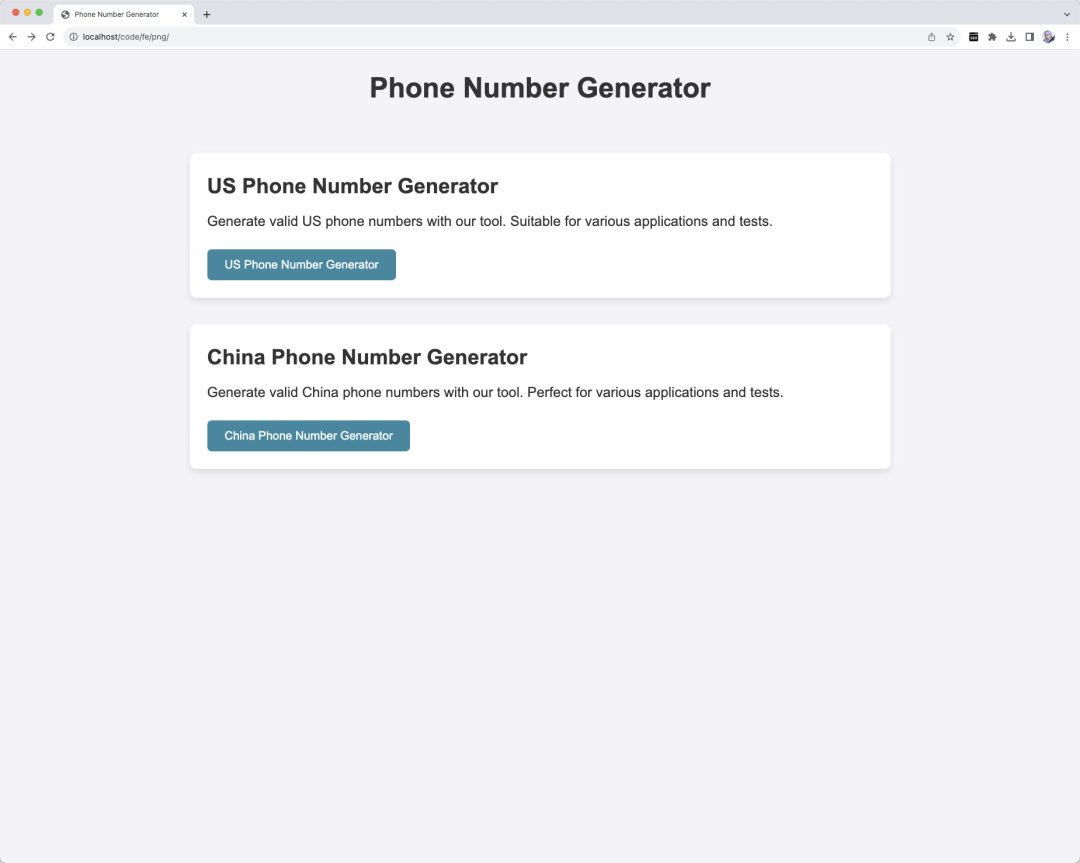 Phone Number Generator
localhost/code/fe/png/
Phone Number Generator
US Phone Number Generator
Generate valid US phone numbers with our tool. Suitable for various applications and tests.
US Phone Number Generator
China Phone Number Generator
Generate valid China phone numbers with our tool. Perfect for various applications and tests.
China Phone Number Generator